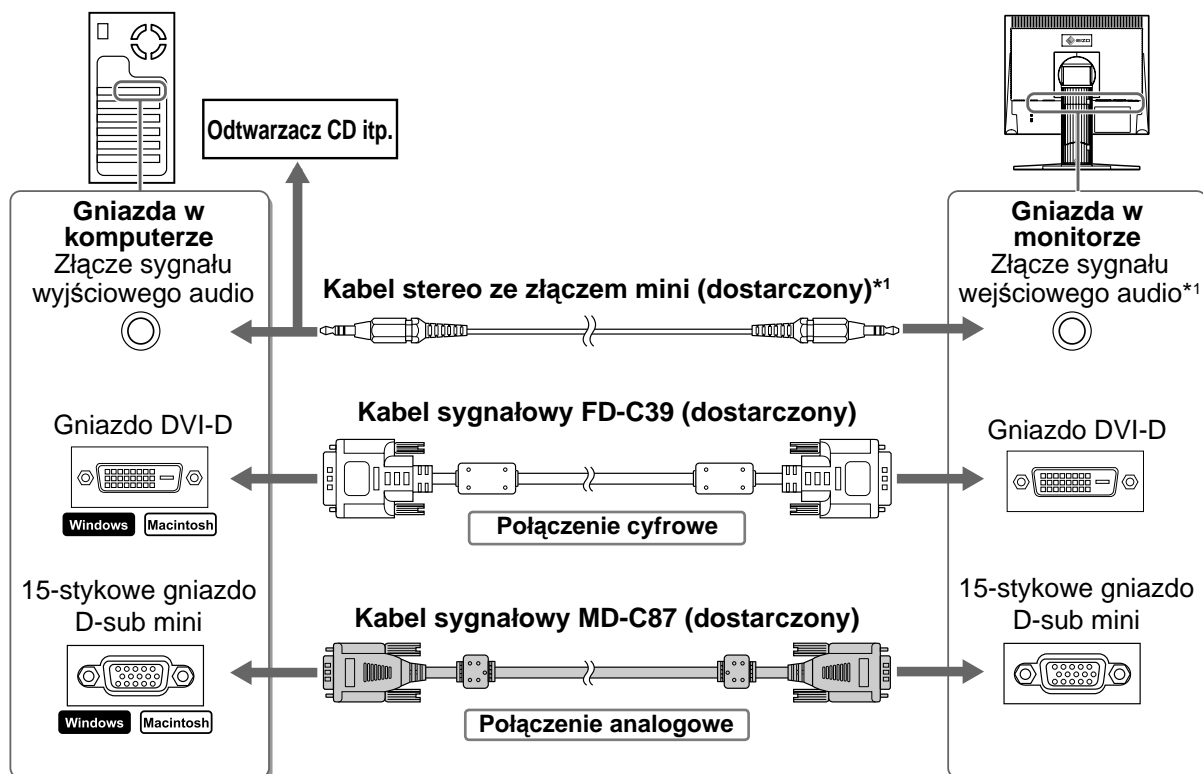 EIZO
Odtwarzacz CD itp.
Gniazda w
komputerze
Złącze sygnału
wyjściowego audio
Kabel stereo ze złączem mini (dostarczony)*1
Gniazda w
monitorze
Złącze sygnału
wejściowego audio*1
Gniazdo DVI-D
Windows Macintosh
Kabel sygnałowy FD-C39 (dostarczony)
Połączenie cyfrowe
Gniazdo DVI-D
15-stykowe gniazdo
D-sub mini
Windows Macintosh
Kabel sygnałowy MD-C87 (dostarczony)
Połączenie analogowe
15-stykowe gniazdo
D-sub mini